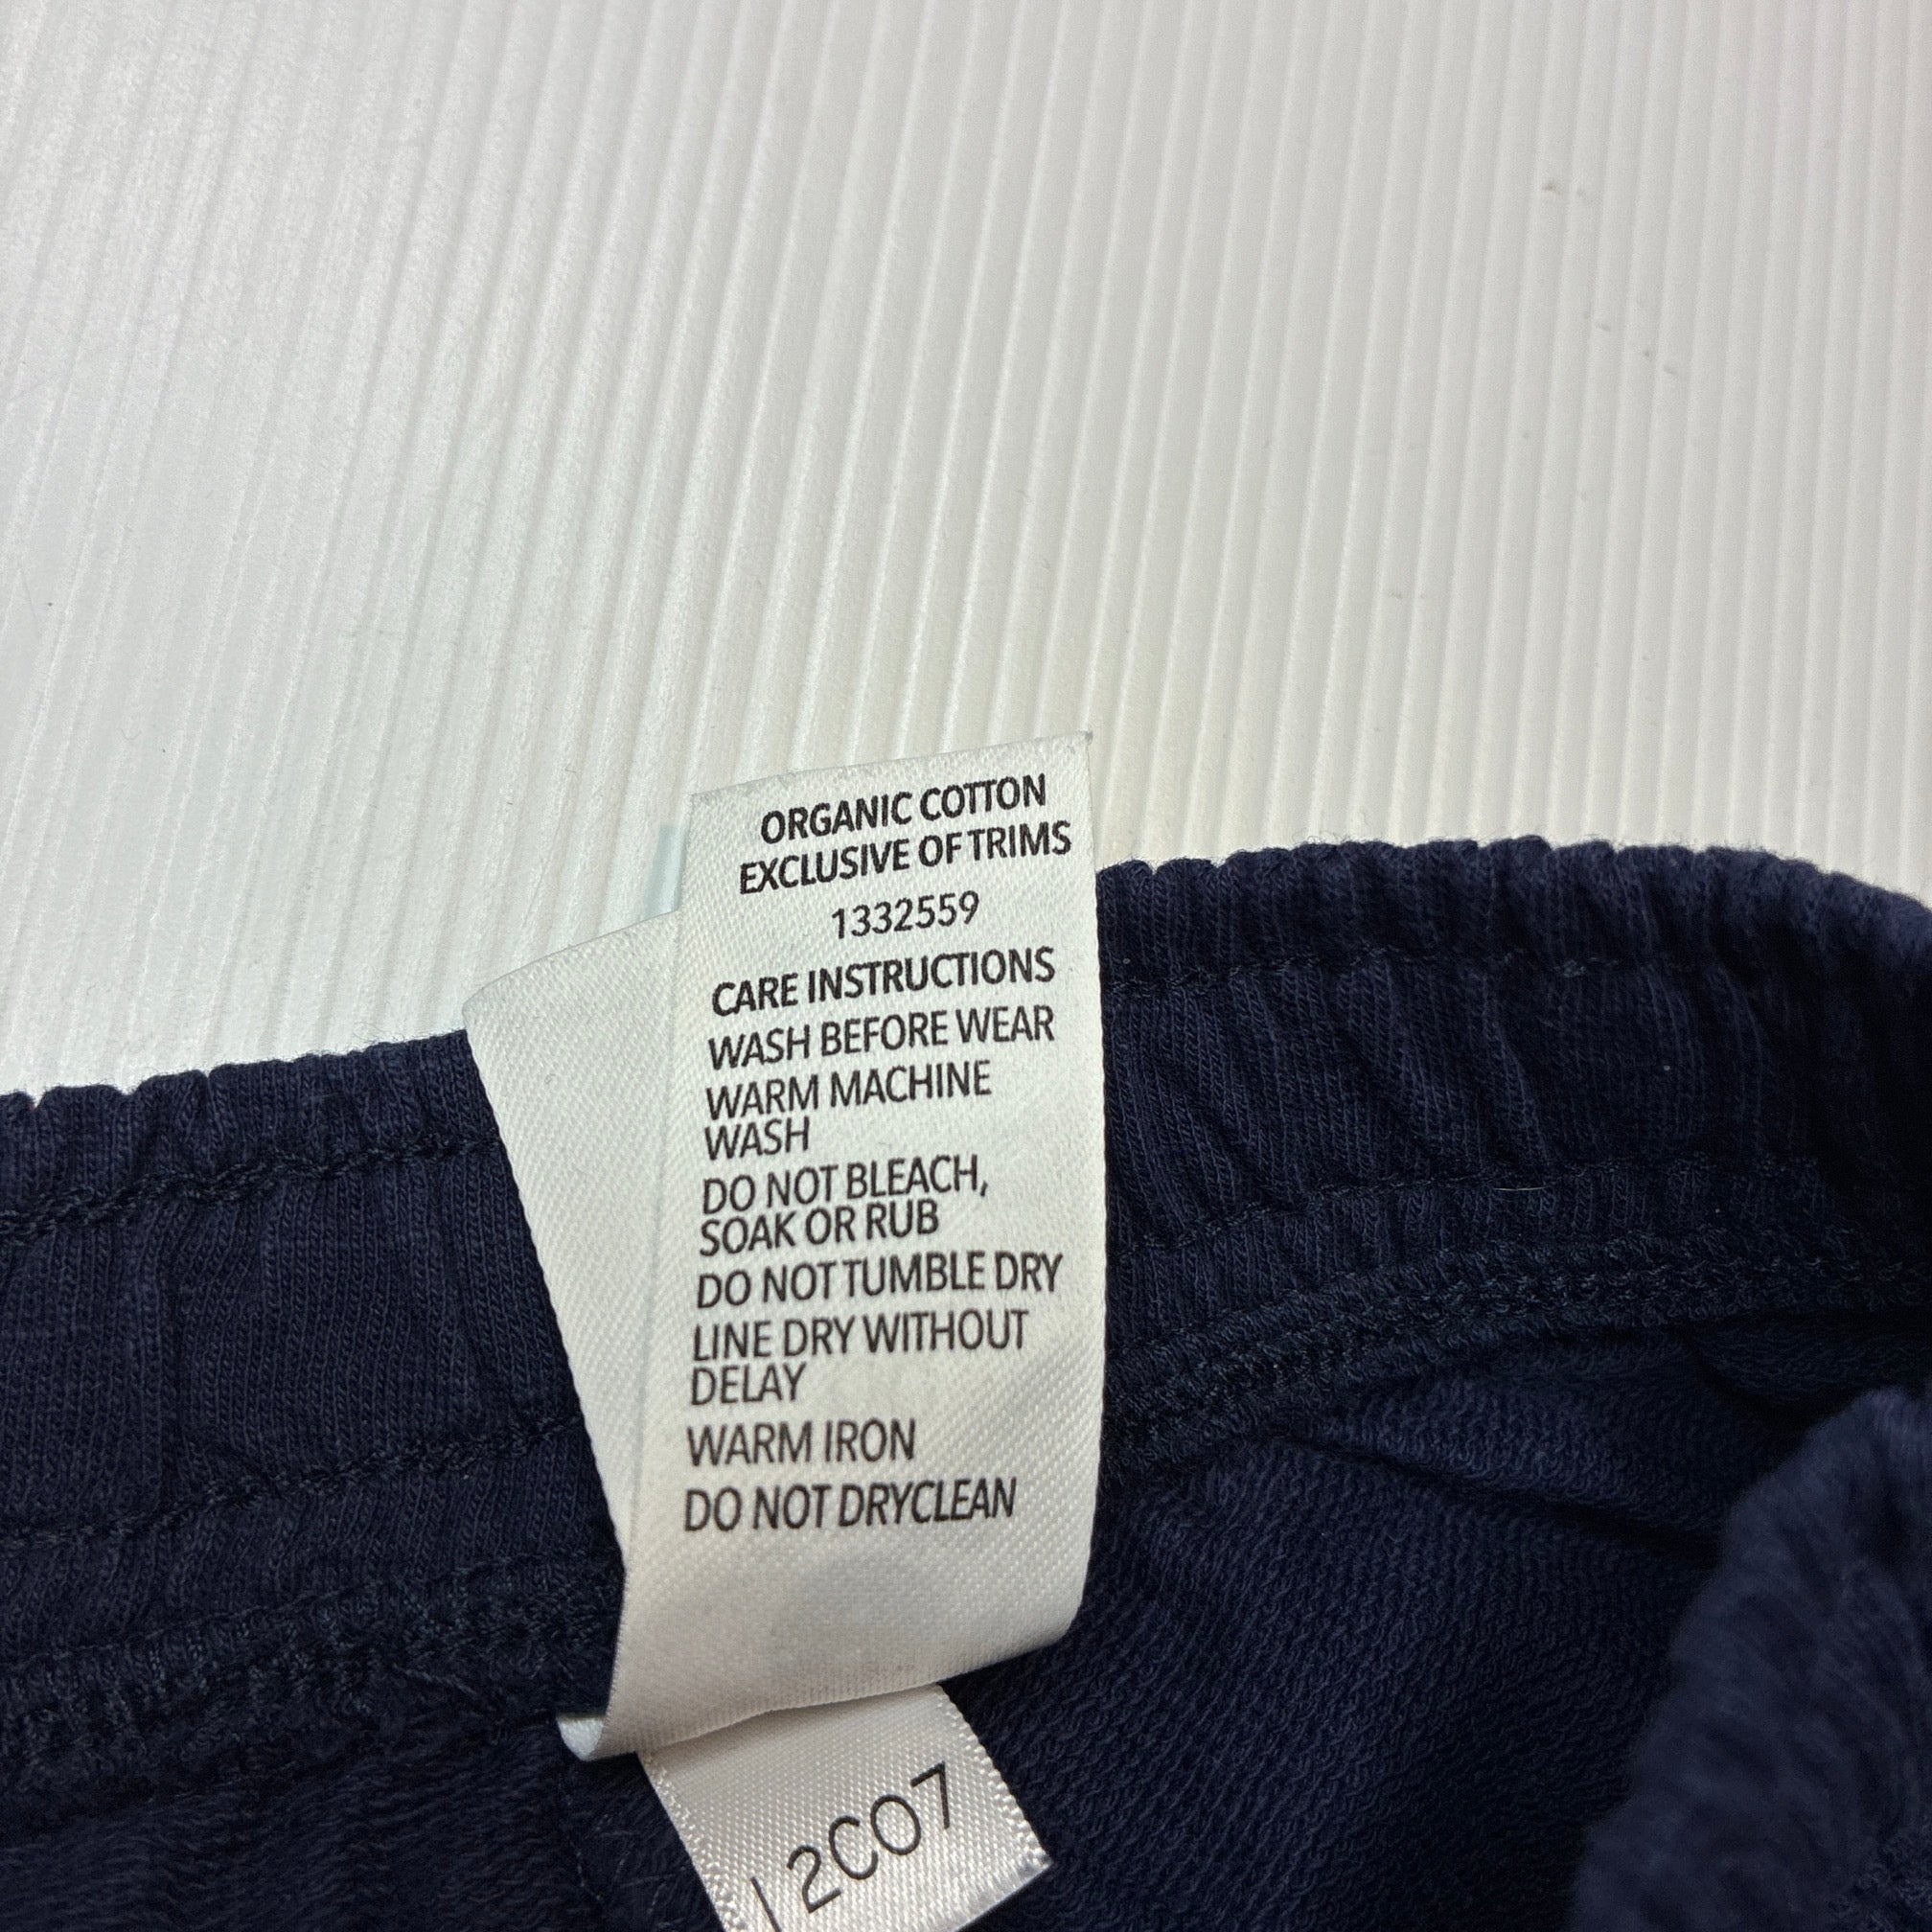 ORGANIC COTTON
EXCLUSIVE OF TRIMS
1332559
CARE INSTRUCTIONS
WASH BEFORE WEAR
WARM MACHINE
WASH
DO NOT BLEACH,
SOAK OR RUB
DO NOT TUMBLE DRY
LINE DRY WITHOUT
DELAY
WARM IRON
DO NOT DRYCLEAN
| 2C07